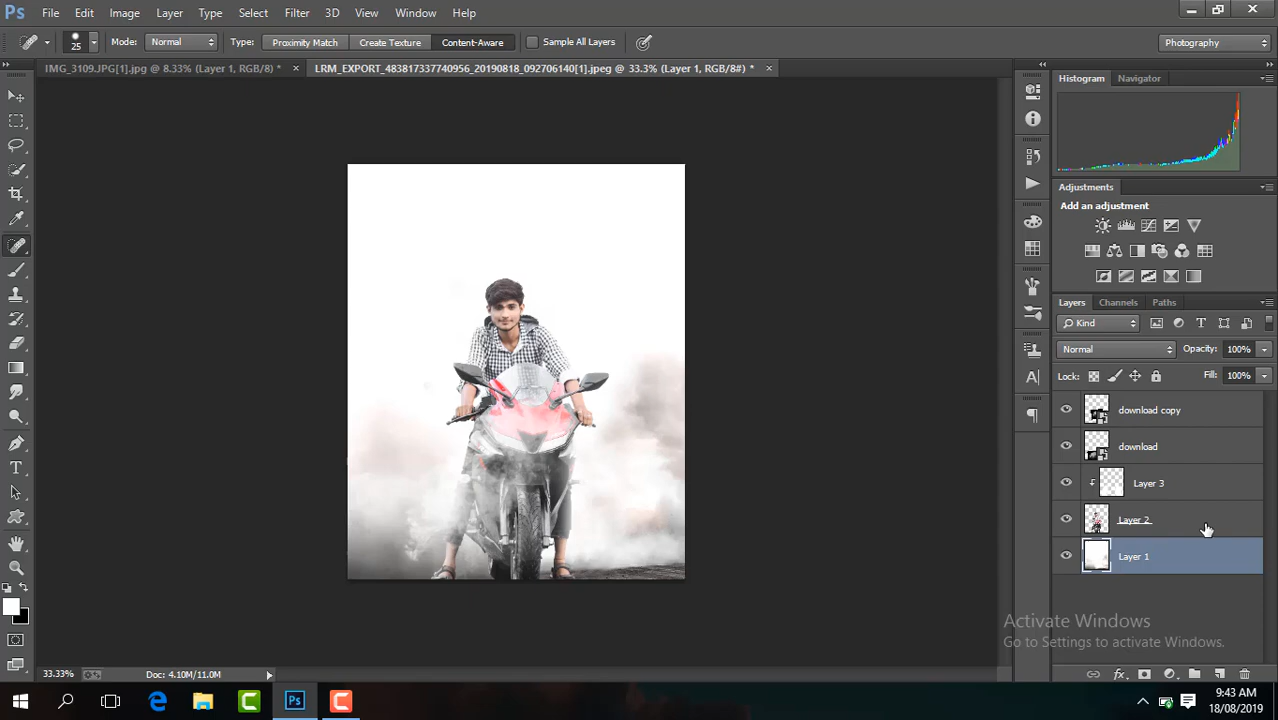 Ps File Edit Image Layer Type Select Filter 3D View Window Help
25 Mode: Normal Type: Proximity Match Create Texture Content-Aware Sample All Layers Photography
IMG_3109.JPG[1].jpg @ 8.33% (Layer 1, RGB/8) * × LRM_EXPORT_483817337740956_20190818_092706140[1].jpeg @ 33.3% (Layer 1, RGB/8#) * ×
Histogram Navigator
Adjustments
Add an adjustment
Layers Channels Paths
Kind
Normal Opacity: 100%
Lock: Fill: 100%
download copy
download
Layer 3
Layer 2
Layer 1
Activate Windows
Go to Settings to activate Windows.
33.33% Doc: 4.10M/11.0M
9:43 AM
18/08/2019